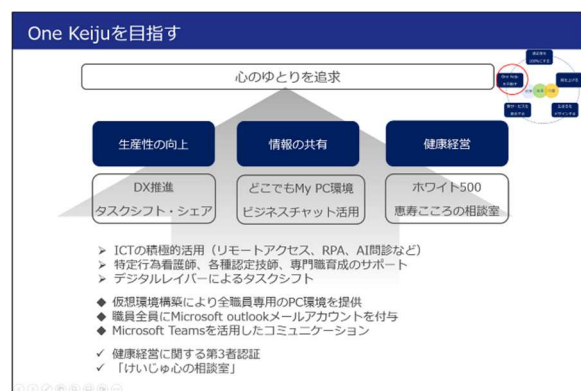 One Keijuを目指す
心のゆとりを追求
One Keiju
を目指す
生産性の向上
情報の共有
健康経営
DX推進
タスクシフト・シェア
どこでもMy PC環境
ビジネスチャット活用
ホワイト500
恵寿こころの相談室
➢ ICTの積極的活用（リモートアクセス、RPA、AI問診など）
➢ 特定行為看護師、各種認定技師、専門職育成のサポート
➢ デジタルレイバーによるタスクシフト
◆ 仮想環境構築により全職員専用のPC環境を提供
◆ 職員全員にMicrosoft outlookメールアカウントを付与
◆ Microsoft Teamsを活用したコミュニケーション
✓ 健康経営に関する第3者認証
✓ 「けいじゅ心の相談室」